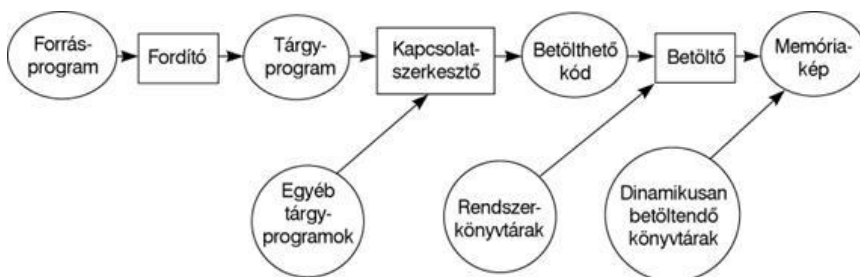 Forrás-
program
Fordító
Tárgy-
program
Kapcsolat-
szerkesztő
Betölthető
kód
Betöltő
Memória-
kép
Egyéb
tárgy-
programok
Rendszer-
könyvtárak
Dinamikusan
betöltendő
könyvtárak